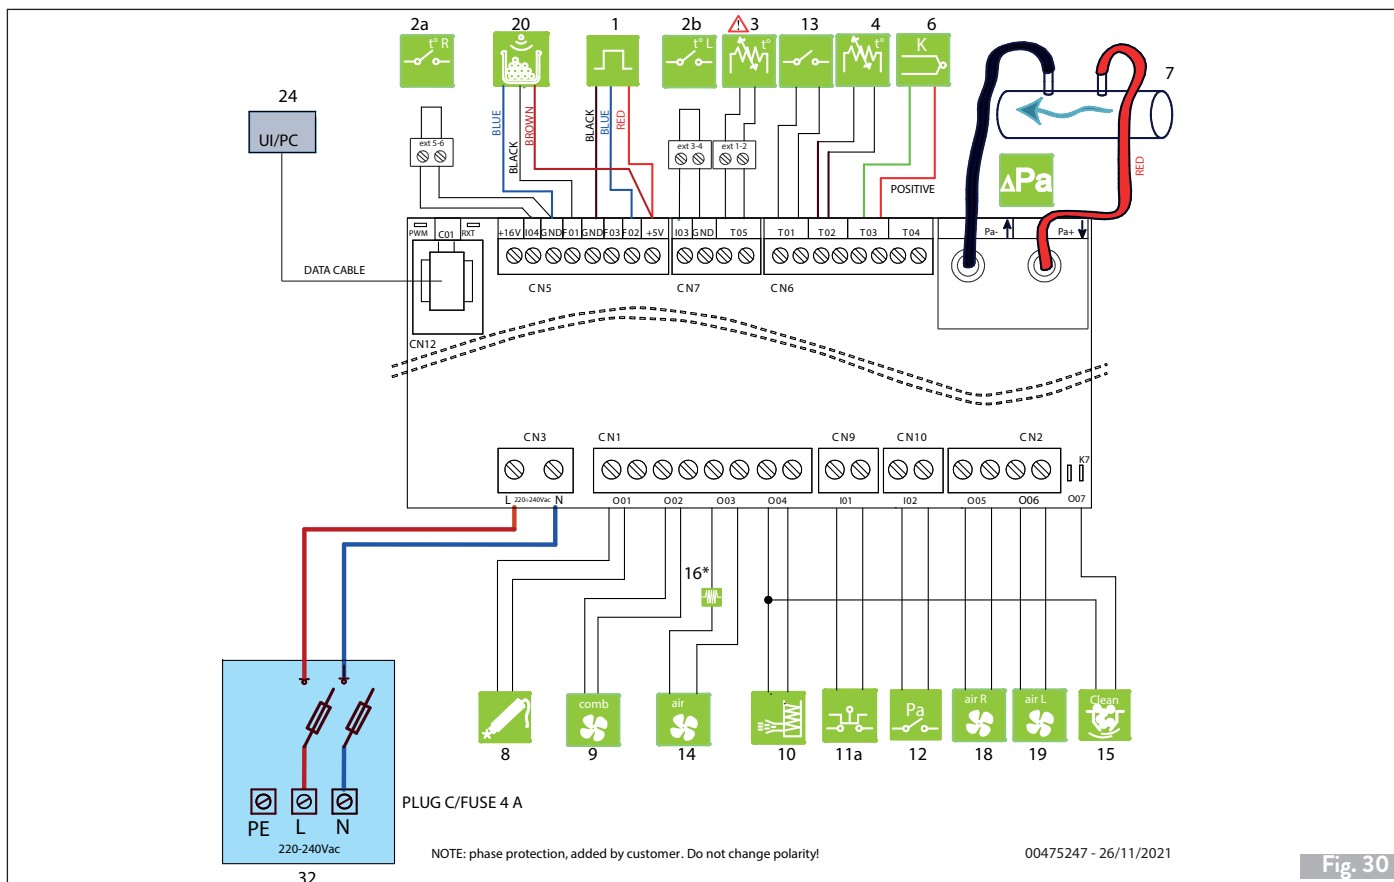 2a 20 1 2b 3 13 4 6 7
t° R t° L t° t° K
24
UI/PC
BLUE BLACK BROWN BLACK BLUE RED
ext 5-6 ext 3-4 ext 1-2
POSITIVE
RED
ΔPa
PWM C01 RXT +16V I04 GND F01 GND F03 F02 +5V I03 GND T05 T01 T02 T03 T04 Pa- Pa+
DATA CABLE
CN5 CN7 CN6
CN12
CN3 CN1 CN9 CN10 CN2
K7
L 220÷240Vac N O01 O02 O03 O04 I01 I02 O05 O06 O07
16*
comb air Pa air R air L Clean
8 9 14 10 11a 12 18 19 15
PLUG C/FUSE 4 A
PE L N
220-240Vac
32
NOTE: phase protection, added by customer. Do not change polarity!
00475247 - 26/11/2021
Fig. 30